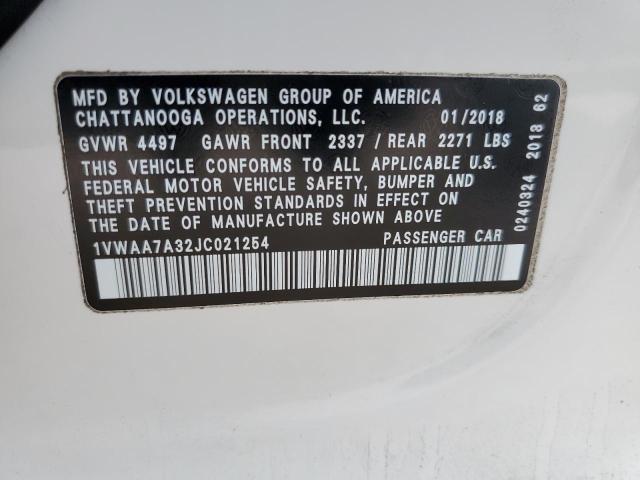 MFD BY VOLKSWAGEN GROUP OF AMERICA
CHATTANOOGA OPERATIONS, LLC. 01/2018
GVWR 4497 GAWR FRONT 2337 / REAR 2271 LBS
THIS VEHICLE CONFORMS TO ALL APPLICABLE U.S.
FEDERAL MOTOR VEHICLE SAFETY, BUMPER AND
THEFT PREVENTION STANDARDS IN EFFECT ON
THE DATE OF MANUFACTURE SHOWN ABOVE
1VWAA7A32JC021254 PASSENGER CAR
0240324 2018 62